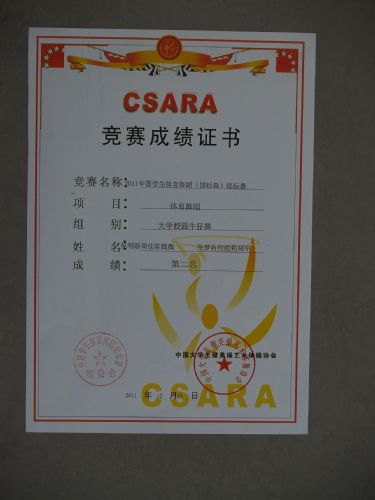 CSARA
竞赛成绩证书
竞赛名称:2011中国学生体育舞蹈(国标舞)锦标赛
项 目: 体育舞蹈
组 别: 大学校园牛仔舞
姓 名:
成 绩: 第二名
中国大学生健美操艺术体操协会
CSARA
2011 年 12 月 日